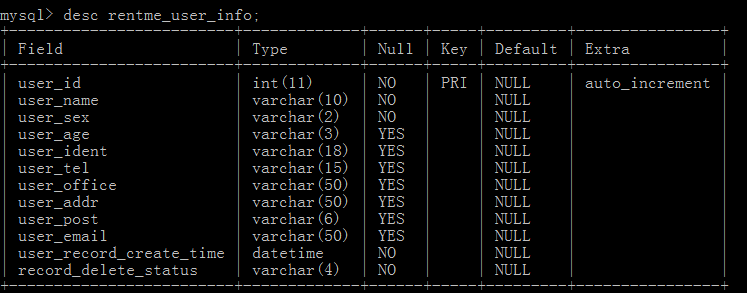 mysql> desc rentme_user_info;
+-------------------------+-------------+------+-----+---------+----------------+
| Field                   | Type        | Null | Key | Default | Extra          |
+-------------------------+-------------+------+-----+---------+----------------+
| user_id                 | int(11)     | NO   | PRI | NULL    | auto_increment |
| user_name               | varchar(10) | NO   |     | NULL    |                |
| user_sex                | varchar(2)  | NO   |     | NULL    |                |
| user_age                | varchar(3)  | YES  |     | NULL    |                |
| user_ident              | varchar(18) | YES  |     | NULL    |                |
| user_tel                | varchar(15) | YES  |     | NULL    |                |
| user_office             | varchar(50) | YES  |     | NULL    |                |
| user_addr               | varchar(50) | YES  |     | NULL    |                |
| user_post               | varchar(6)  | YES  |     | NULL    |                |
| user_email              | varchar(50) | YES  |     | NULL    |                |
| user_record_create_time | datetime    | NO   |     | NULL    |                |
| record_delete_status    | varchar(4)  | NO   |     | NULL    |                |
+-------------------------+-------------+------+-----+---------+----------------+